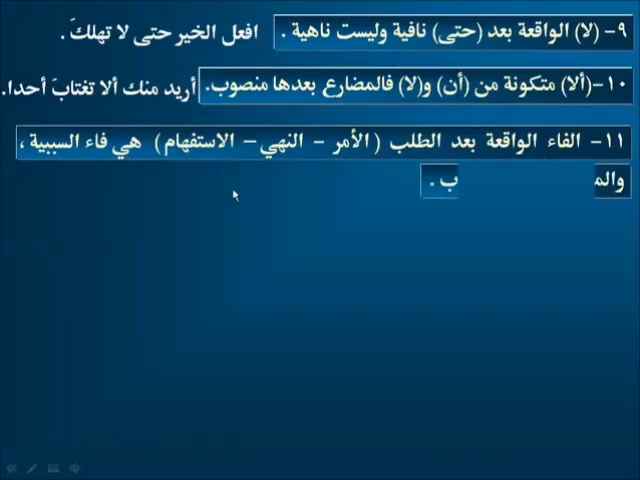 ٩- (لا) الواقعة بعد (حتى) نافية وليست ناهية . افعل الخير حتى لا تهلكَ .
١٠-(ألا) متكونة من (أن) و(لا) فالمضارع بعدها منصوب. أريد منك ألا تغتابَ أحدا.
١١- الفاء الواقعة بعد الطلب (الأمر - النهي - الاستفهام) هي فاء السببية ،